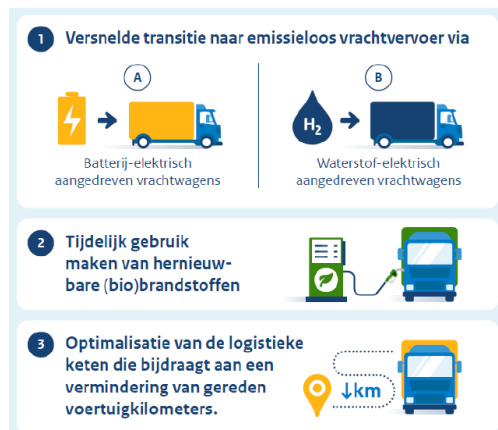 1 Versnelde transitie naar emissieloos vrachtvervoer via
A
B
H2
Batterij-elektrisch
aangedreven vrachtwagens
Waterstof-elektrisch
aangedreven vrachtwagens
2 Tijdelijk gebruik
maken van hernieuw-
bare (bio)brandstoffen
3 Optimalisatie van de logistieke
keten die bijdraagt aan een
vermindering van gereden
voertuigkilometers.
↓km